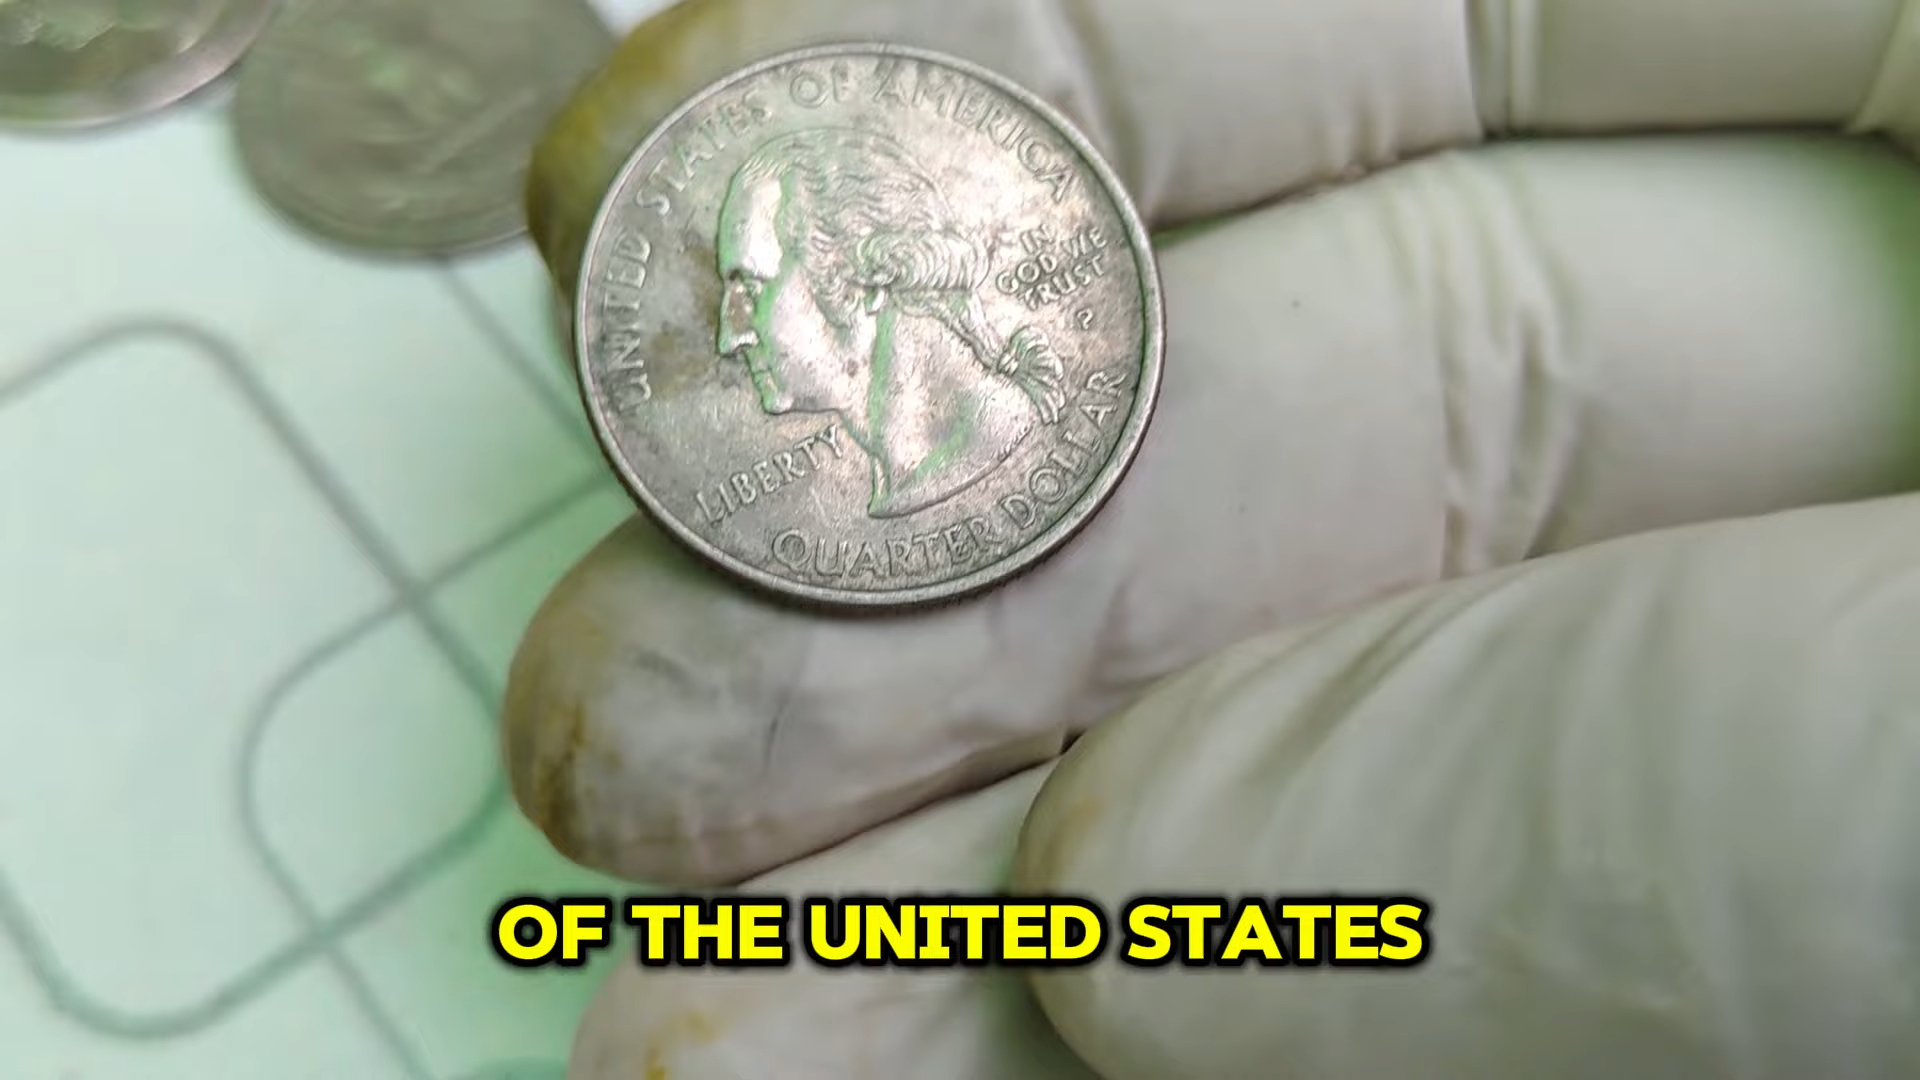 UNITED STATES OF AMERICA
IN
GOD WE
TRUST
LIBERTY
QUARTER DOLLAR
OF THE UNITED STATES